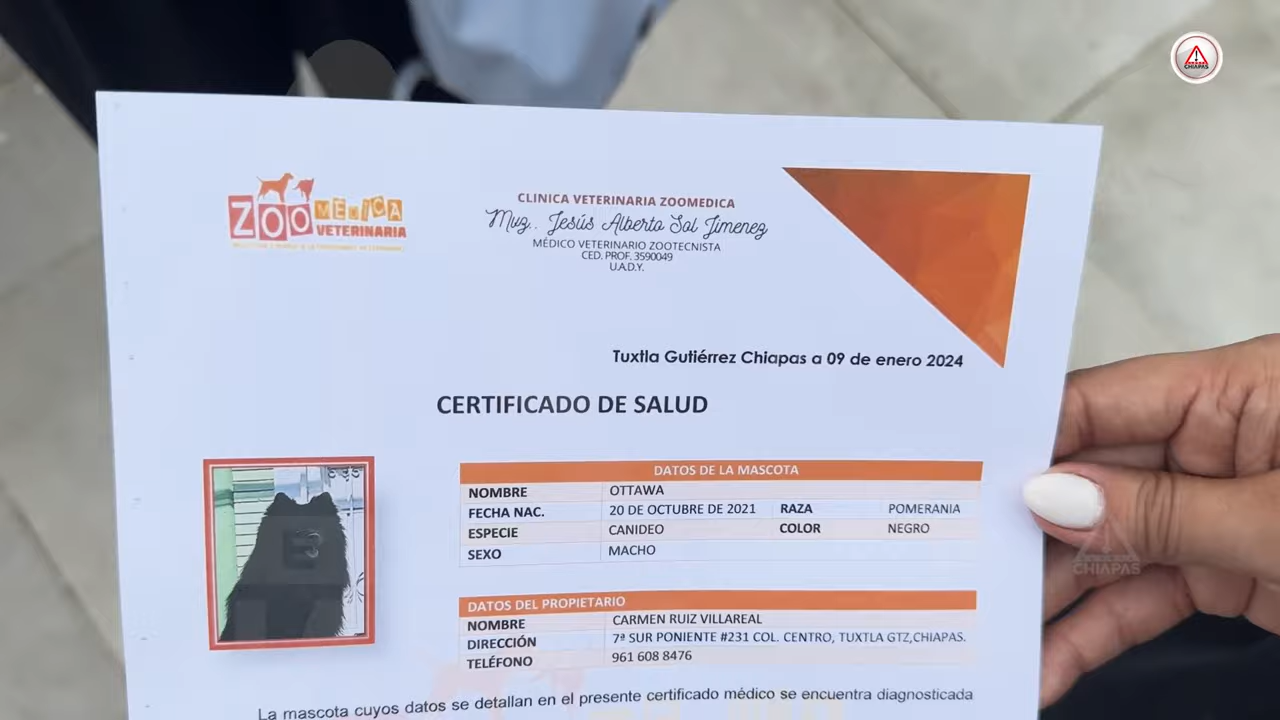 CHIAPAS
ZOO MÉDICA
VETERINARIA
CLINICA VETERINARIA ZOOMEDICA
Mvz.. Jesús Alberto Sol Jimenez
MÉDICO VETERINARIO ZOOTECNISTA
CED. PROF. 3590049
U.A.D.Y.
Tuxtla Gutiérrez Chiapas a 09 de enero 2024
CERTIFICADO DE SALUD
DATOS DE LA MASCOTA
NOMBRE OTTAWA
FECHA NAC. 20 DE OCTUBRE DE 2021 RAZA POMERANIA
ESPECIE CANIDEO COLOR NEGRO
SEXO MACHO
CHIAPAS
DATOS DEL PROPIETARIO
NOMBRE CARMEN RUIZ VILLAREAL
DIRECCIÓN 7ª SUR PONIENTE #231 COL. CENTRO, TUXTLA GTZ,CHIAPAS.
TELÉFONO 961 608 8476
La mascota cuyos datos se detallan en el presente certificado médico se encuentra diagnosticada